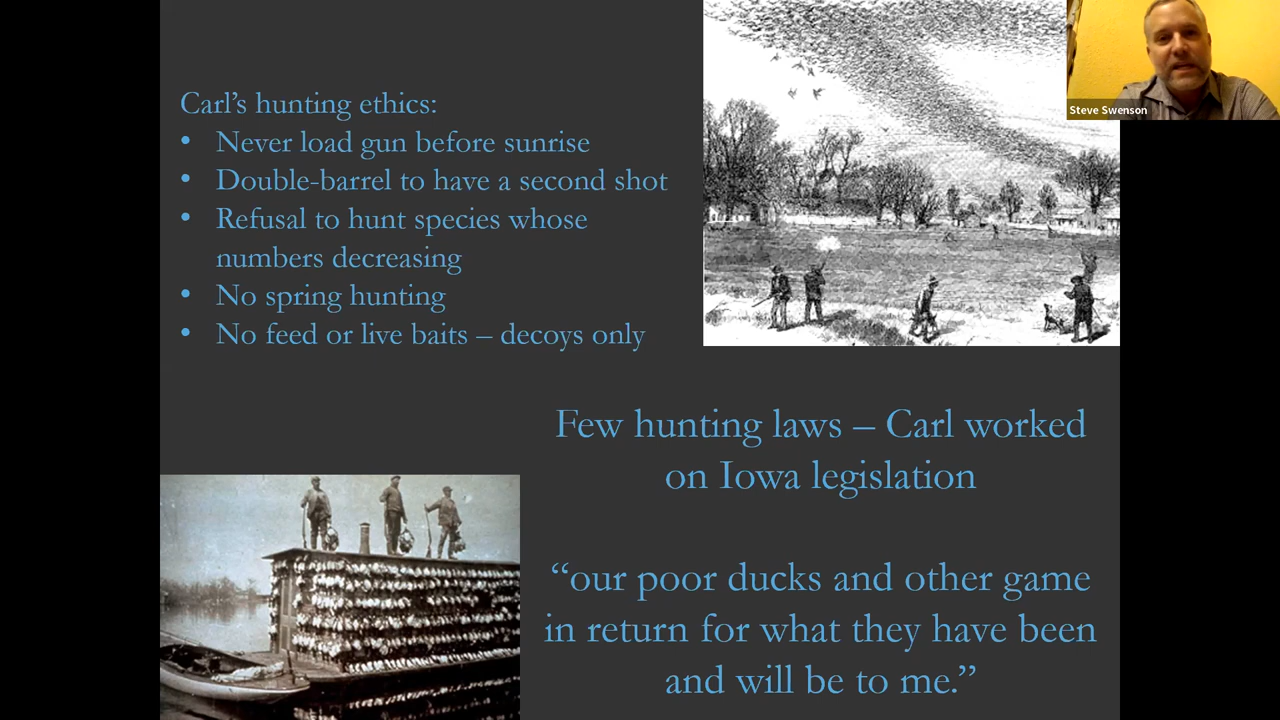 Carl’s hunting ethics:
• Never load gun before sunrise
• Double-barrel to have a second shot
• Refusal to hunt species whose
numbers decreasing
• No spring hunting
• No feed or live baits – decoys only
Steve Swenson
Few hunting laws – Carl worked
on Iowa legislation
“our poor ducks and other game
in return for what they have been
and will be to me.”